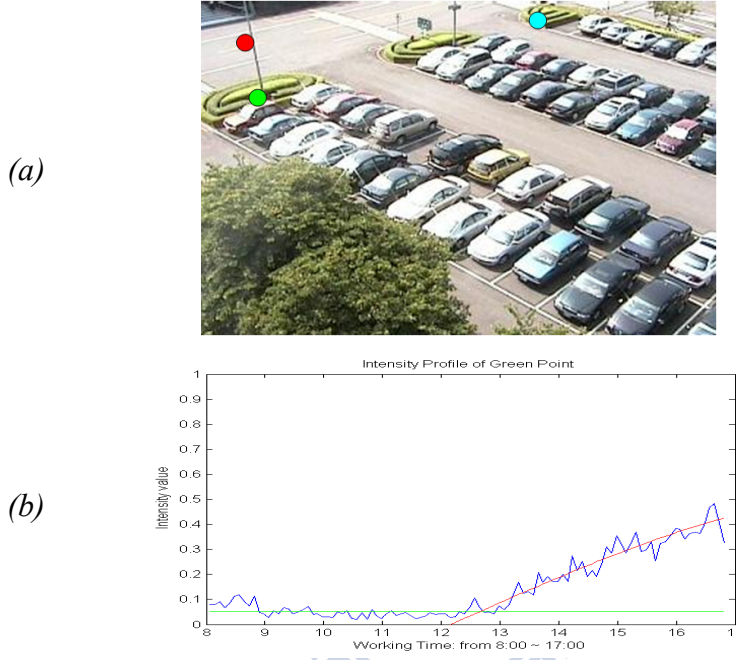 (a)
Intensity Profile of Green Point
1
0.9
0.8
0.7
0.6
0.5
0.4
0.3
0.2
0.1
0
Intensity value
(b)
8 9 10 11 12 13 14 15 16 1
Working Time: from 8:00 ~ 17:00